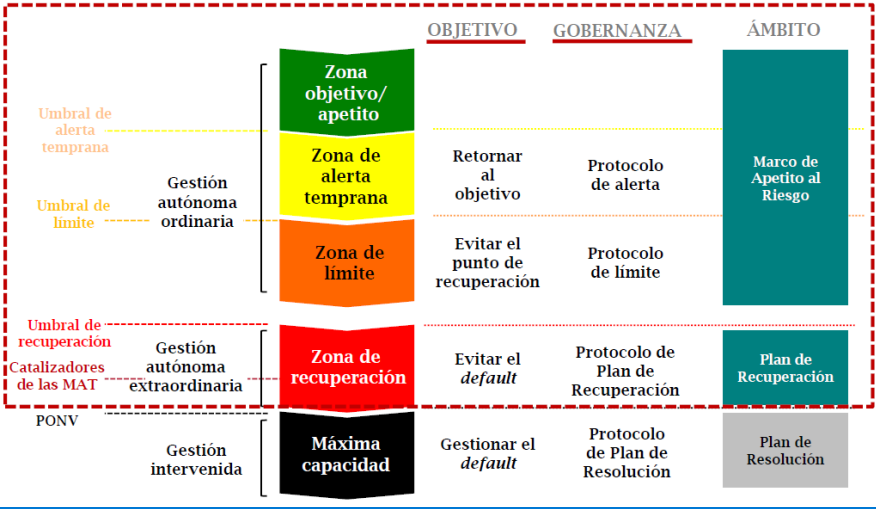 OBJETIVO
GOBERNANZA
ÁMBITO
Zona
objetivo/
apetito
Umbral de
alerta
temprana
Zona de
alerta
temprana
Retornar
al
objetivo
Protocolo
de alerta
Marco de
Apetito al
Riesgo
Gestión
autónoma
ordinaria
Umbral de
límite
Zona de
límite
Evitar el
punto de
recuperación
Protocolo
de límite
Umbral de
recuperación
Catalizadores
de las MAT
Gestión
autónoma
extraordinaria
Zona de
recuperación
Evitar el
default
Protocolo de
Plan de
Recuperación
Plan de
Recuperación
PONV
Gestión
intervenida
Máxima
capacidad
Gestionar el
default
Protocolo
de Plan de
Resolución
Plan de
Resolución